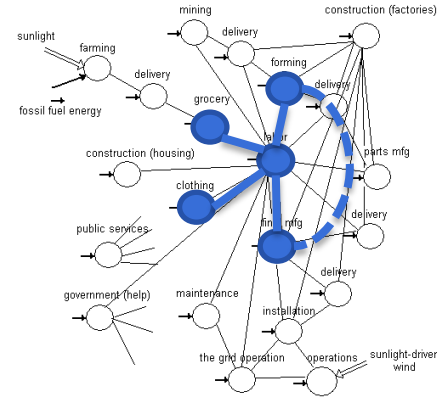 mining
construction (factories)
sunlight
delivery
farming
forming
delivery
delivery
grocery
fossil fuel energy
labor
construction (housing)
parts mfg
clothing
final mfg
delivery
public services
delivery
government (help)
maintenance
installation
the grid operation
operations
sunlight-driven
wind